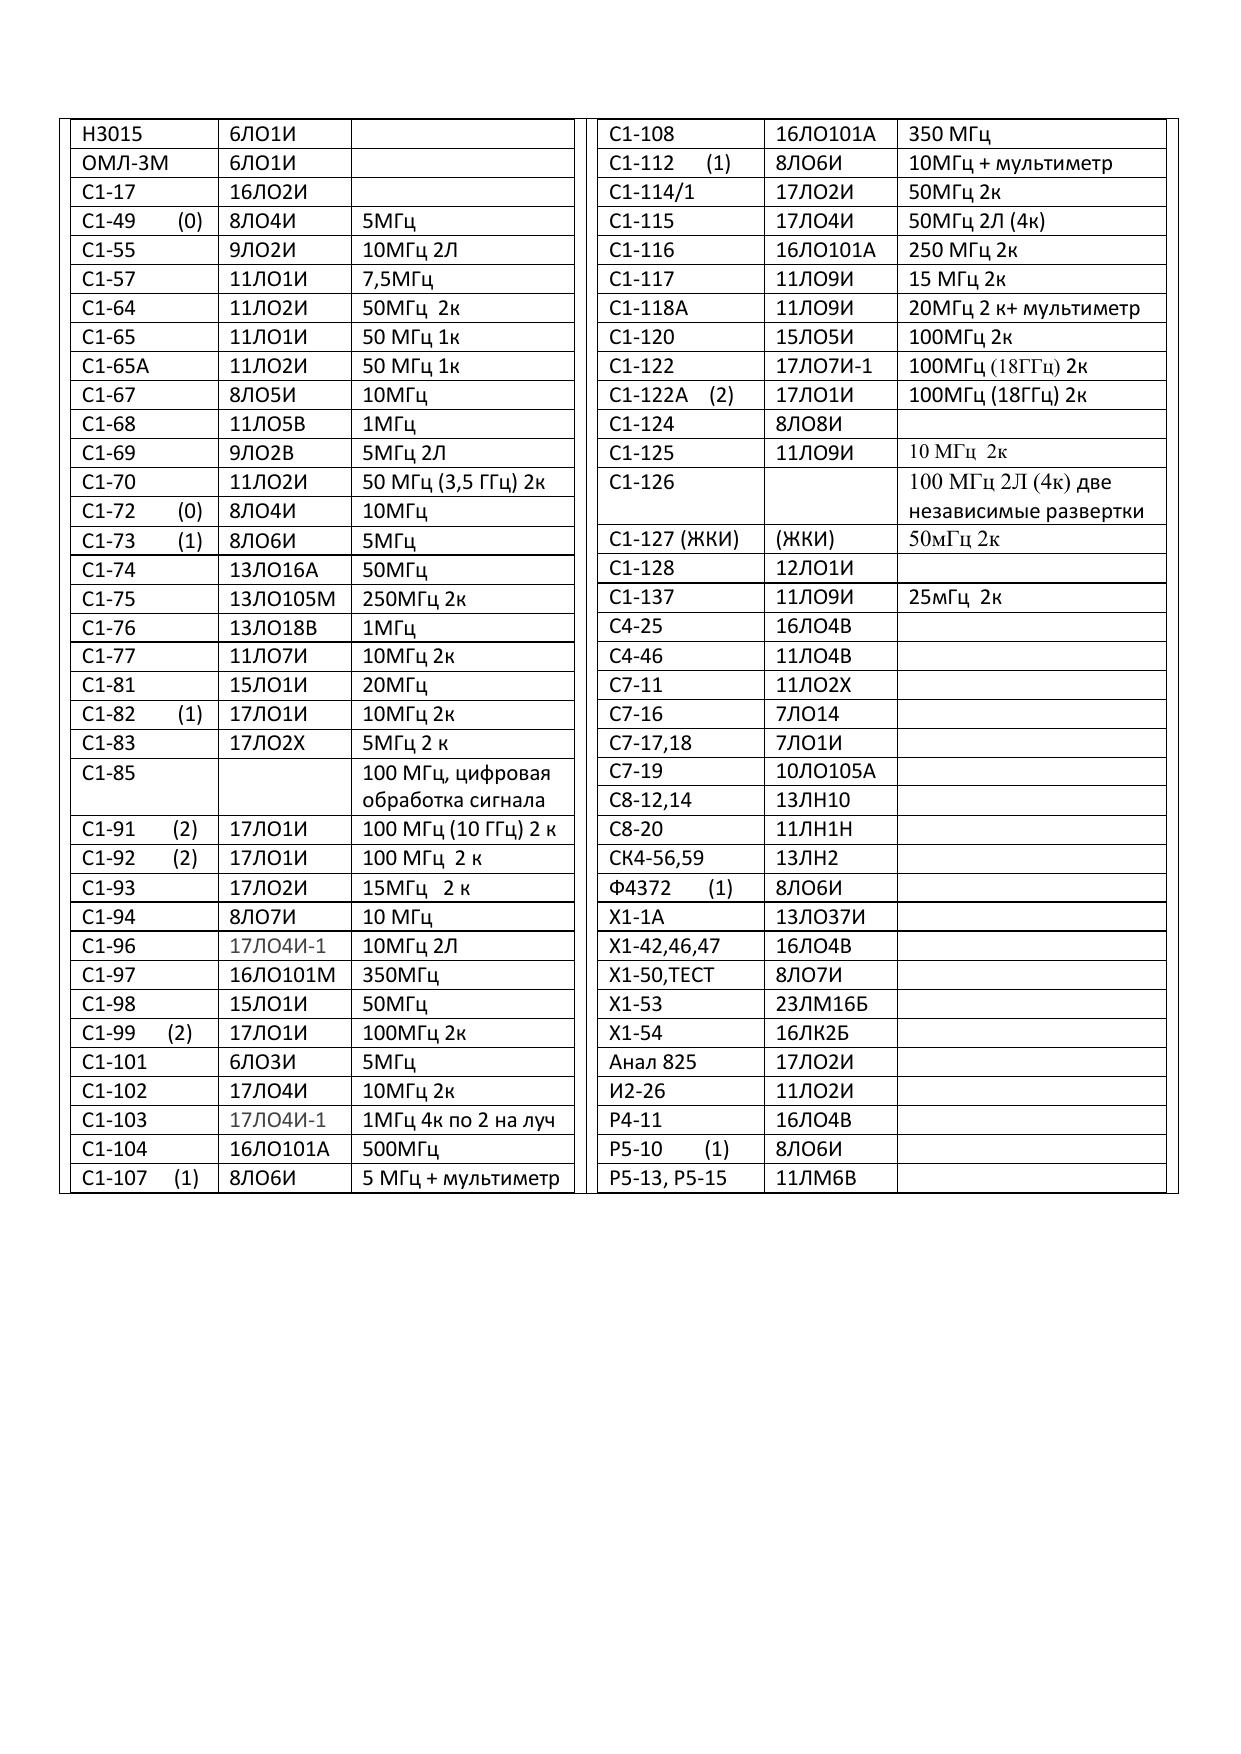 Н3015 6ЛО1И
ОМЛ-3М 6ЛО1И
С1-17 16ЛО2И
С1-49 (0) 8ЛО4И 5МГц
С1-55 9ЛО2И 10МГц 2Л
С1-57 11ЛО1И 7,5МГц
С1-64 11ЛО2И 50МГц 2к
С1-65 11ЛО1И 50 МГц 1к
С1-65А 11ЛО2И 50 МГц 1к
С1-67 8ЛО5И 10МГц
С1-68 11ЛО5В 1МГц
С1-69 9ЛО2В 5МГц 2Л
С1-70 11ЛО2И 50 МГц (3,5 ГГц) 2к
С1-72 (0) 8ЛО4И 10МГц
С1-73 (1) 8ЛО6И 5МГц
С1-74 13ЛО16А 50МГц
С1-75 13ЛО105М 250МГц 2к
С1-76 13ЛО18В 1МГц
С1-77 11ЛО7И 10МГц 2к
С1-81 15ЛО1И 20МГц
С1-82 (1) 17ЛО1И 10МГц 2к
С1-83 17ЛО2Х 5МГц 2 к
С1-85 100 МГц, цифровая
обработка сигнала
С1-91 (2) 17ЛО1И 100 МГц (10 ГГц) 2 к
С1-92 (2) 17ЛО1И 100 МГц 2 к
С1-93 17ЛО2И 15МГц 2 к
С1-94 8ЛО7И 10 МГц
С1-96 17ЛО4И-1 10МГц 2Л
С1-97 16ЛО101М 350МГц
С1-98 15ЛО1И 50МГц
С1-99 (2) 17ЛО1И 100МГц 2к
С1-101 6ЛО3И 5МГц
С1-102 17ЛО4И 10МГц 2к
С1-103 17ЛО4И-1 1МГц 4к по 2 на луч
С1-104 16ЛО101А 500МГц
С1-107 (1) 8ЛО6И 5 МГц + мультиметр
С1-108 16ЛО101А 350 МГц
С1-112 (1) 8ЛО6И 10МГц + мультиметр
С1-114/1 17ЛО2И 50МГц 2к
С1-115 17ЛО4И 50МГц 2Л (4к)
С1-116 16ЛО101А 250 МГц 2к
С1-117 11ЛО9И 15 МГц 2к
С1-118А 11ЛО9И 20МГц 2 к+ мультиметр
С1-120 15ЛО5И 100МГц 2к
С1-122 17ЛО7И-1 100МГц (18ГГц) 2к
С1-122А (2) 17ЛО1И 100МГц (18ГГц) 2к
С1-124 8ЛО8И
С1-125 11ЛО9И 10 МГц 2к
С1-126 100 МГц 2Л (4к) две
независимые развертки
С1-127 (ЖКИ) (ЖКИ) 50мГц 2к
С1-128 12ЛО1И
С1-137 11ЛО9И 25мГц 2к
С4-25 16ЛО4В
С4-46 11ЛО4В
С7-11 11ЛО2Х
С7-16 7ЛО14
С7-17,18 7ЛО1И
С7-19 10ЛО105А
С8-12,14 13ЛН10
С8-20 11ЛН1Н
СК4-56,59 13ЛН2
Ф4372 (1) 8ЛО6И
Х1-1А 13ЛО37И
Х1-42,46,47 16ЛО4В
Х1-50,ТЕСТ 8ЛО7И
Х1-53 23ЛМ16Б
Х1-54 16ЛК2Б
Анал 825 17ЛО2И
И2-26 11ЛО2И
Р4-11 16ЛО4В
Р5-10 (1) 8ЛО6И
Р5-13, Р5-15 11ЛМ6В